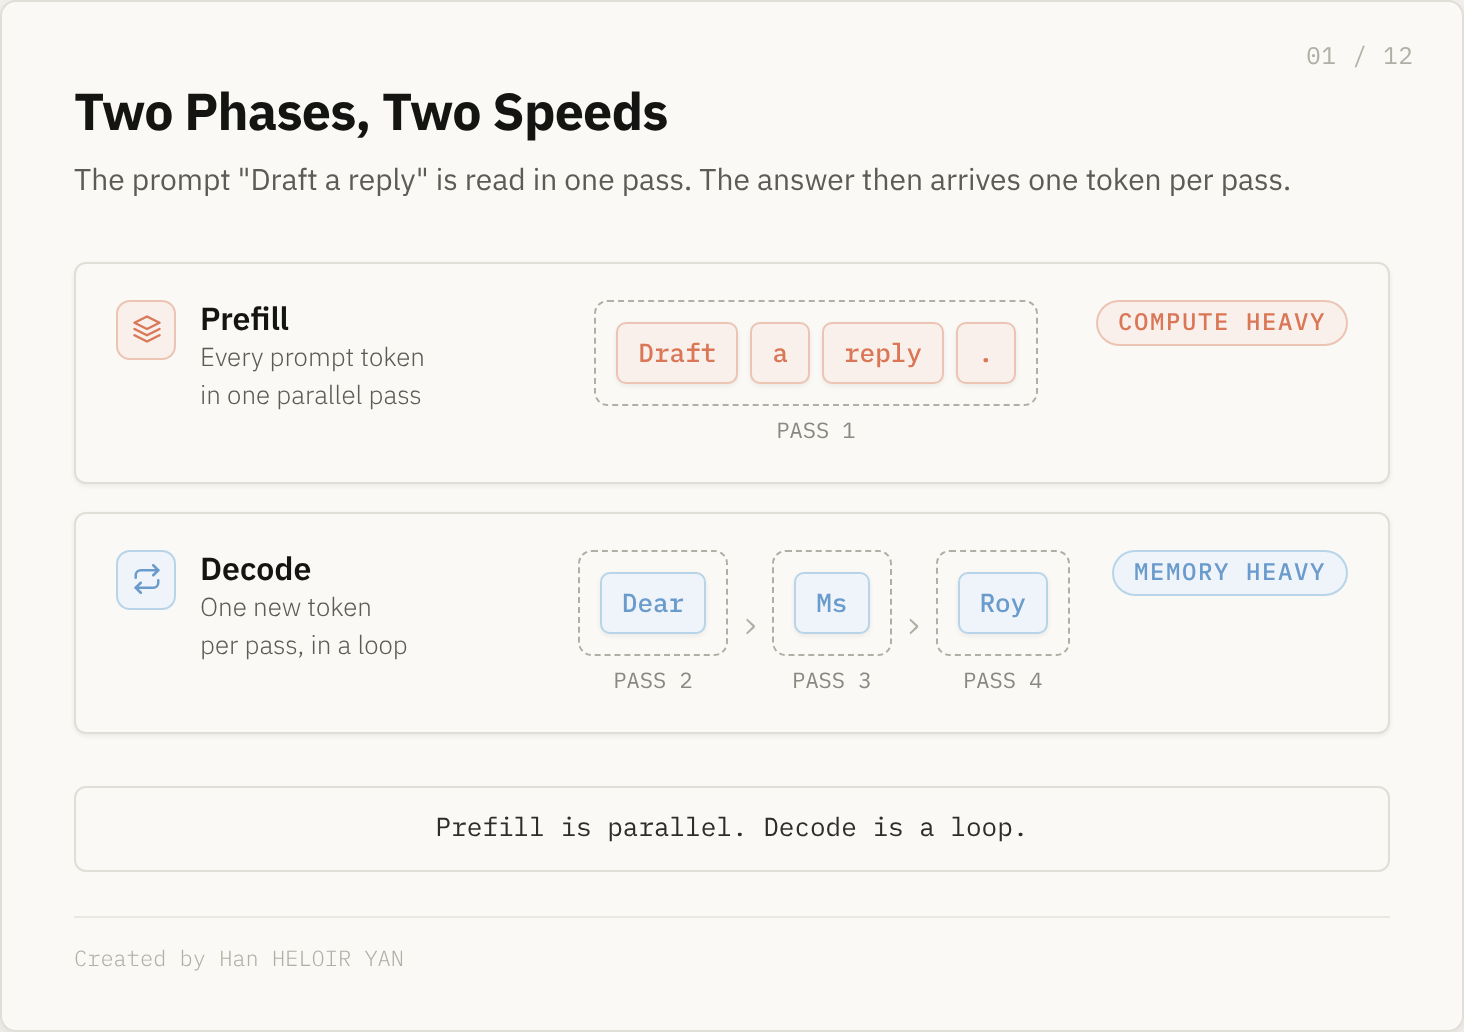 01 / 12
Two Phases, Two Speeds
The prompt "Draft a reply" is read in one pass. The answer then arrives one token per pass.
Prefill
Every prompt token
in one parallel pass
Draft a reply .
PASS 1
COMPUTE HEAVY
Decode
One new token
per pass, in a loop
Dear › Ms › Roy
PASS 2 PASS 3 PASS 4
MEMORY HEAVY
Prefill is parallel. Decode is a loop.
Created by Han HELOIR YAN